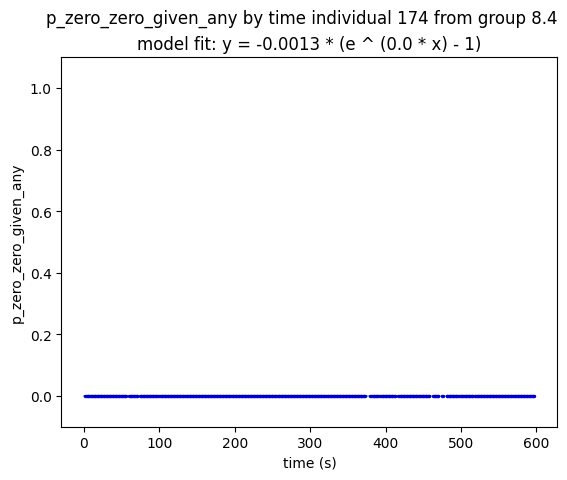 p_zero_zero_given_any by time individual 174 from group 8.4
model fit: y = -0.0013 * (e ^ (0.0 * x) - 1)
1.0
0.8
0.6
0.4
0.2
0.0
p_zero_zero_given_any
0 100 200 300 400 500 600
time (s)